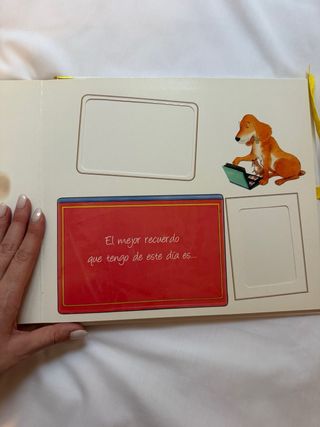 El mejor recuerdo
que tengo de este día es...